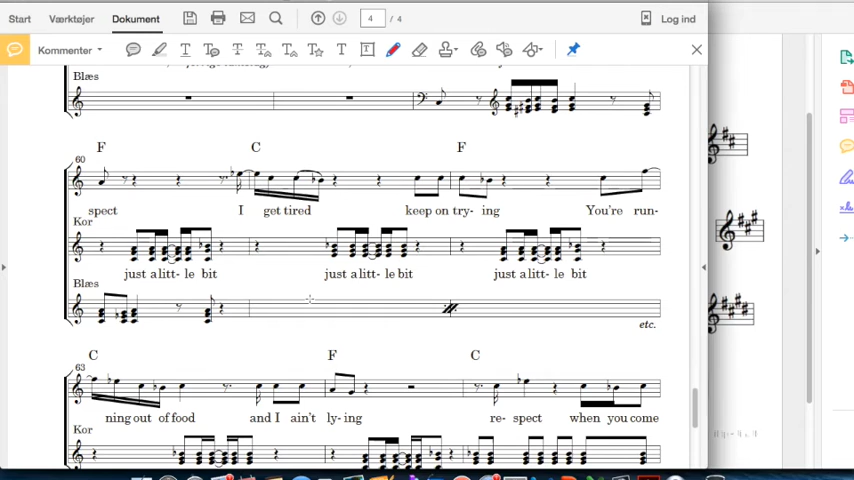 Start Værktøjer Dokument 4 / 4 Log ind
Kommenter
Blæs
F C F
60
spect I get tired keep on try- ing You're run-
Kor
just a litt- le bit just a litt- le bit just a litt- le bit
Blæs
etc.
C F C
63
ning out of food and I ain't ly- ing re- spect when you come
Kor